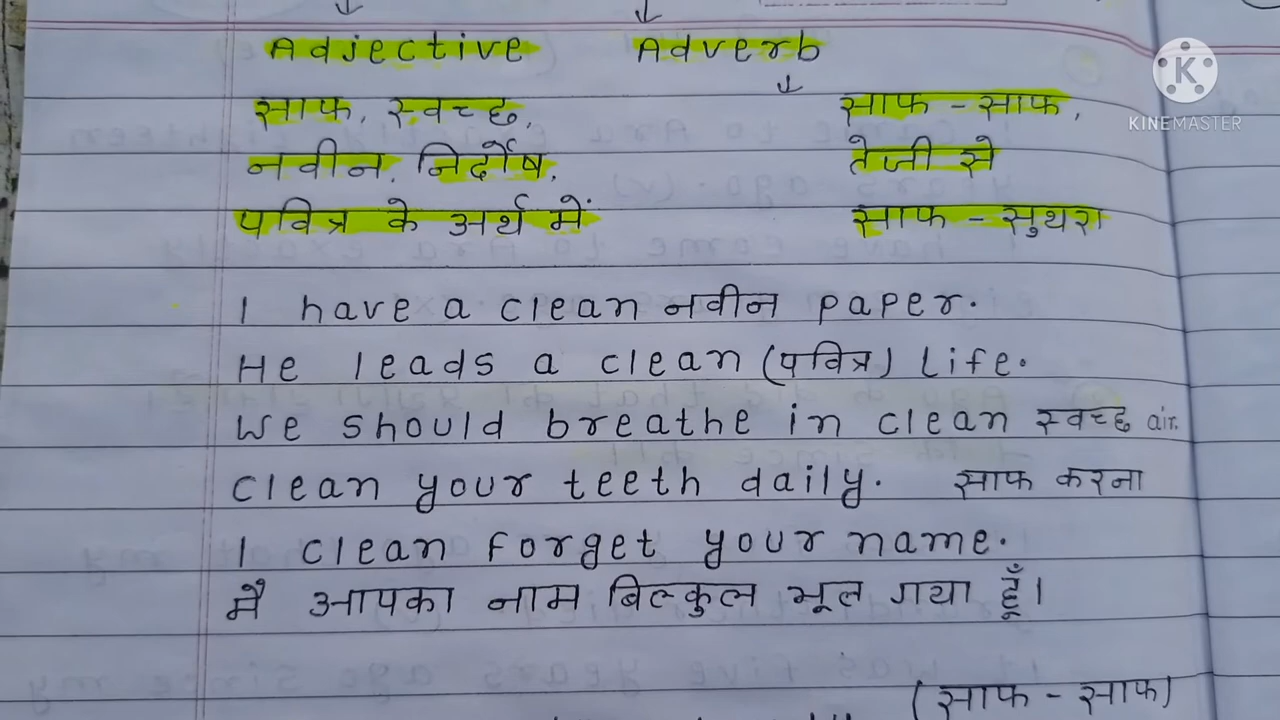 Adjective Adverb
साफ, स्वच्छ, साफ - साफ,
नवीन, निर्दोष, तेजी से
पवित्र के अर्थ में साफ - सुथरा
KINEMASTER
I have a clean नवीन paper.
He leads a clean (पवित्र) Life.
We should breathe in clean स्वच्छ air.
clean your teeth daily. साफ करना
I clean forget your name.
मै आपका नाम बिल्कुल भूल गया हूँ।
(साफ - साफ)